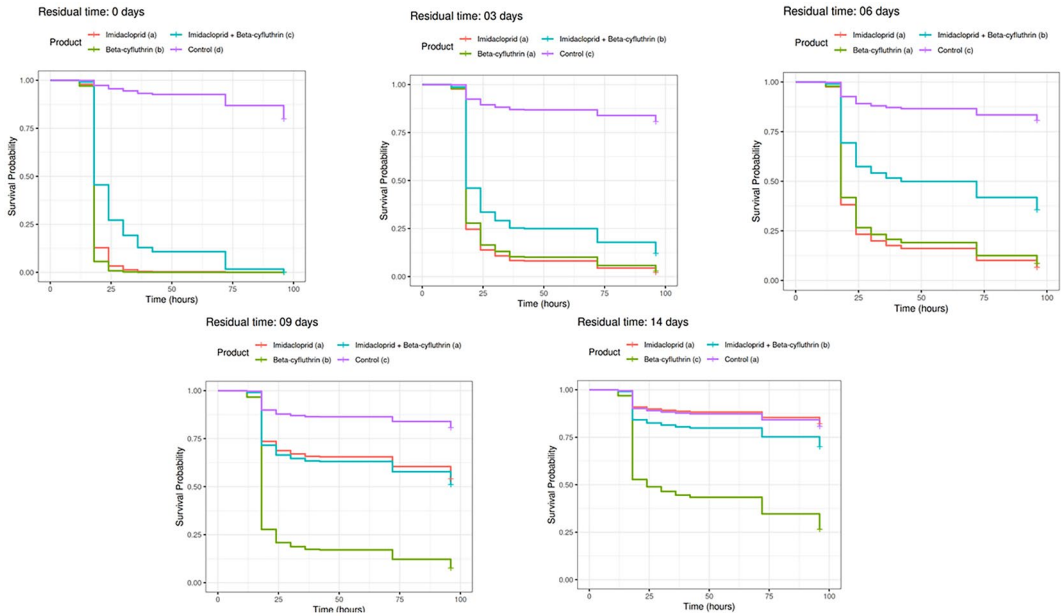 Residual time: 0 days
Product
Imidacloprid (a)
Imidacloprid + Beta-cyfluthrin (c)
Beta-cyfluthrin (b)
Control (d)
Survival Probability
1.00
0.75
0.50
0.25
0.00
0
25
50
75
100
Time (hours)
Residual time: 03 days
Product
Imidacloprid (a)
Imidacloprid + Beta-cyfluthrin (b)
Beta-cyfluthrin (a)
Control (c)
Survival Probability
1.00
0.75
0.50
0.25
0.00
0
25
50
75
100
Time (hours)
Residual time: 06 days
Product
Imidacloprid (a)
Imidacloprid + Beta-cyfluthrin (b)
Beta-cyfluthrin (a)
Control (c)
Survival Probability
1.00
0.75
0.50
0.25
0.00
0
25
50
75
100
Time (hours)
Residual time: 09 days
Product
Imidacloprid (a)
Imidacloprid + Beta-cyfluthrin (a)
Beta-cyfluthrin (b)
Control (c)
Survival Probability
1.00
0.75
0.50
0.25
0.00
0
25
50
75
100
Time (hours)
Residual time: 14 days
Product
Imidacloprid (a)
Imidacloprid + Beta-cyfluthrin (b)
Beta-cyfluthrin (c)
Control (a)
Survival Probability
1.00
0.75
0.50
0.25
0.00
0
25
50
75
100
Time (hours)